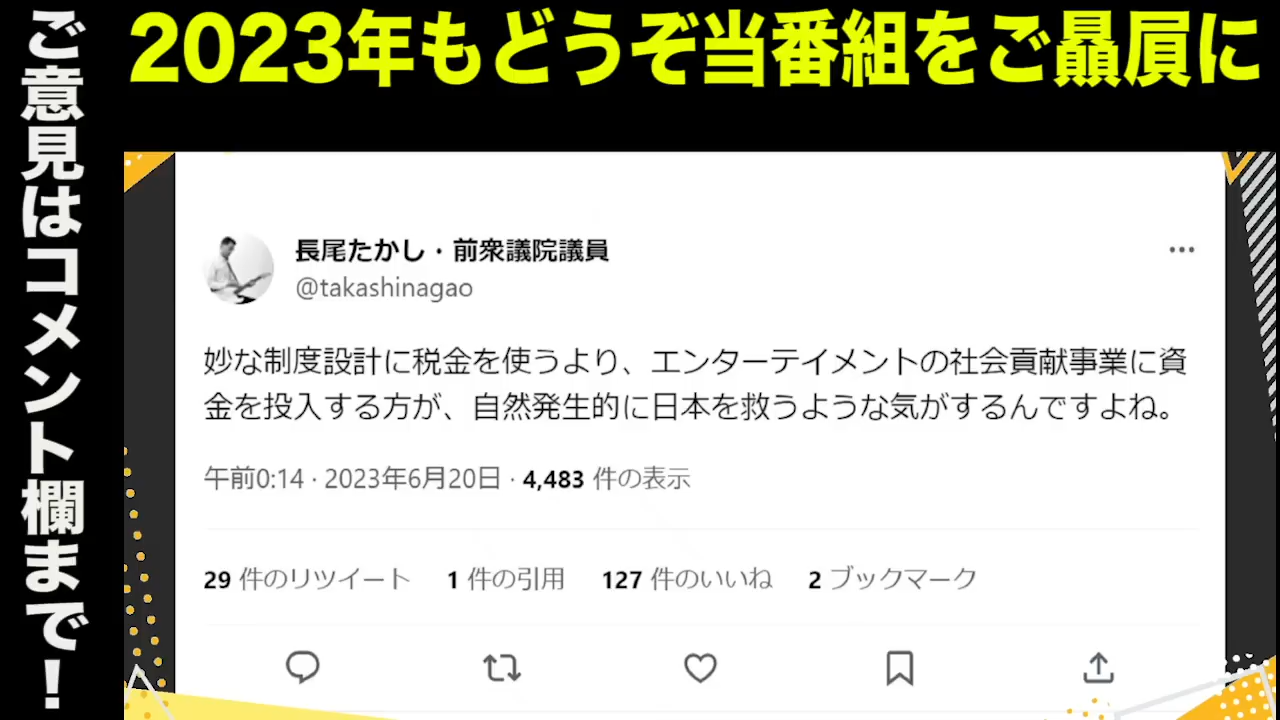 2023年もどうぞ当番組をご贔屓に
ご意見はコメント欄まで！
長尾たかし・前衆議院議員
@takashinagao
妙な制度設計に税金を使うより、エンターテイメントの社会貢献事業に資
金を投入する方が、自然発生的に日本を救うような気がするんですよね。
午前0:14 · 2023年6月20日 · 4,483 件の表示
29 件のリツイート 1 件の引用 127 件のいいね 2 ブックマーク